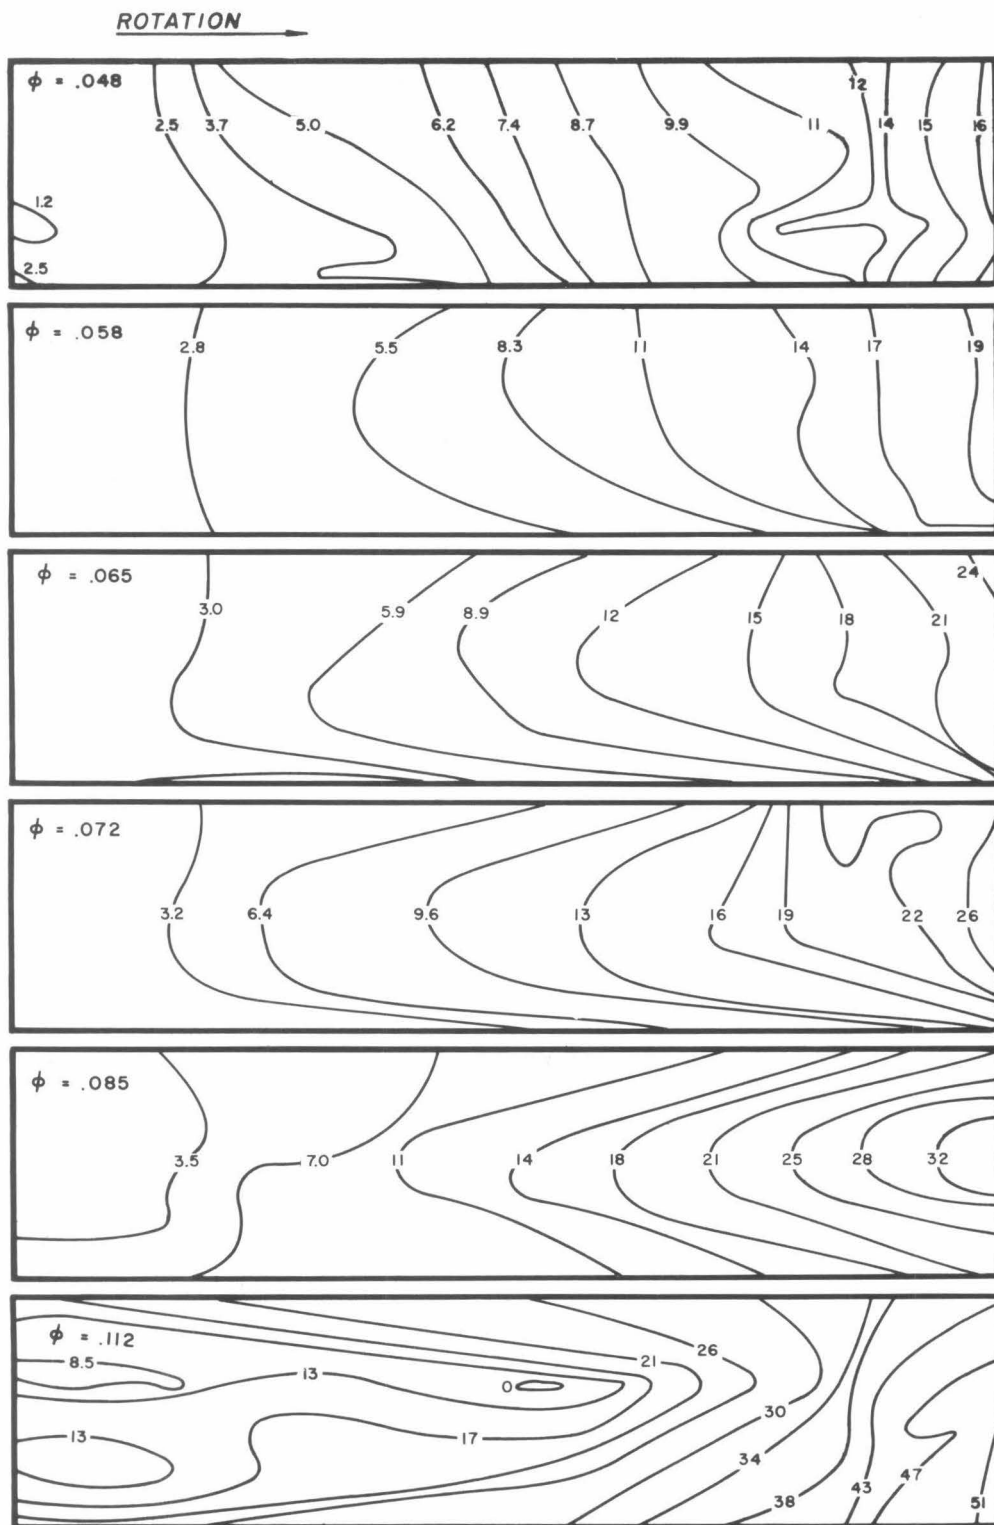 ROTATION
ϕ = .048
12
2.5 3.7 5.0 6.2 7.4 8.7 9.9 11 14 15 16
1.2
2.5
ϕ = .058
2.8 5.5 8.3 11 14 17 19
ϕ = .065
24
3.0 5.9 8.9 12 15 18 21
ϕ = .072
3.2 6.4 9.6 13 16 19 22 26
ϕ = .085
3.5 7.0 11 14 18 21 25 28 32
ϕ = .112
26
8.5 13 21
0
30
13 17
34
43 47
38 51